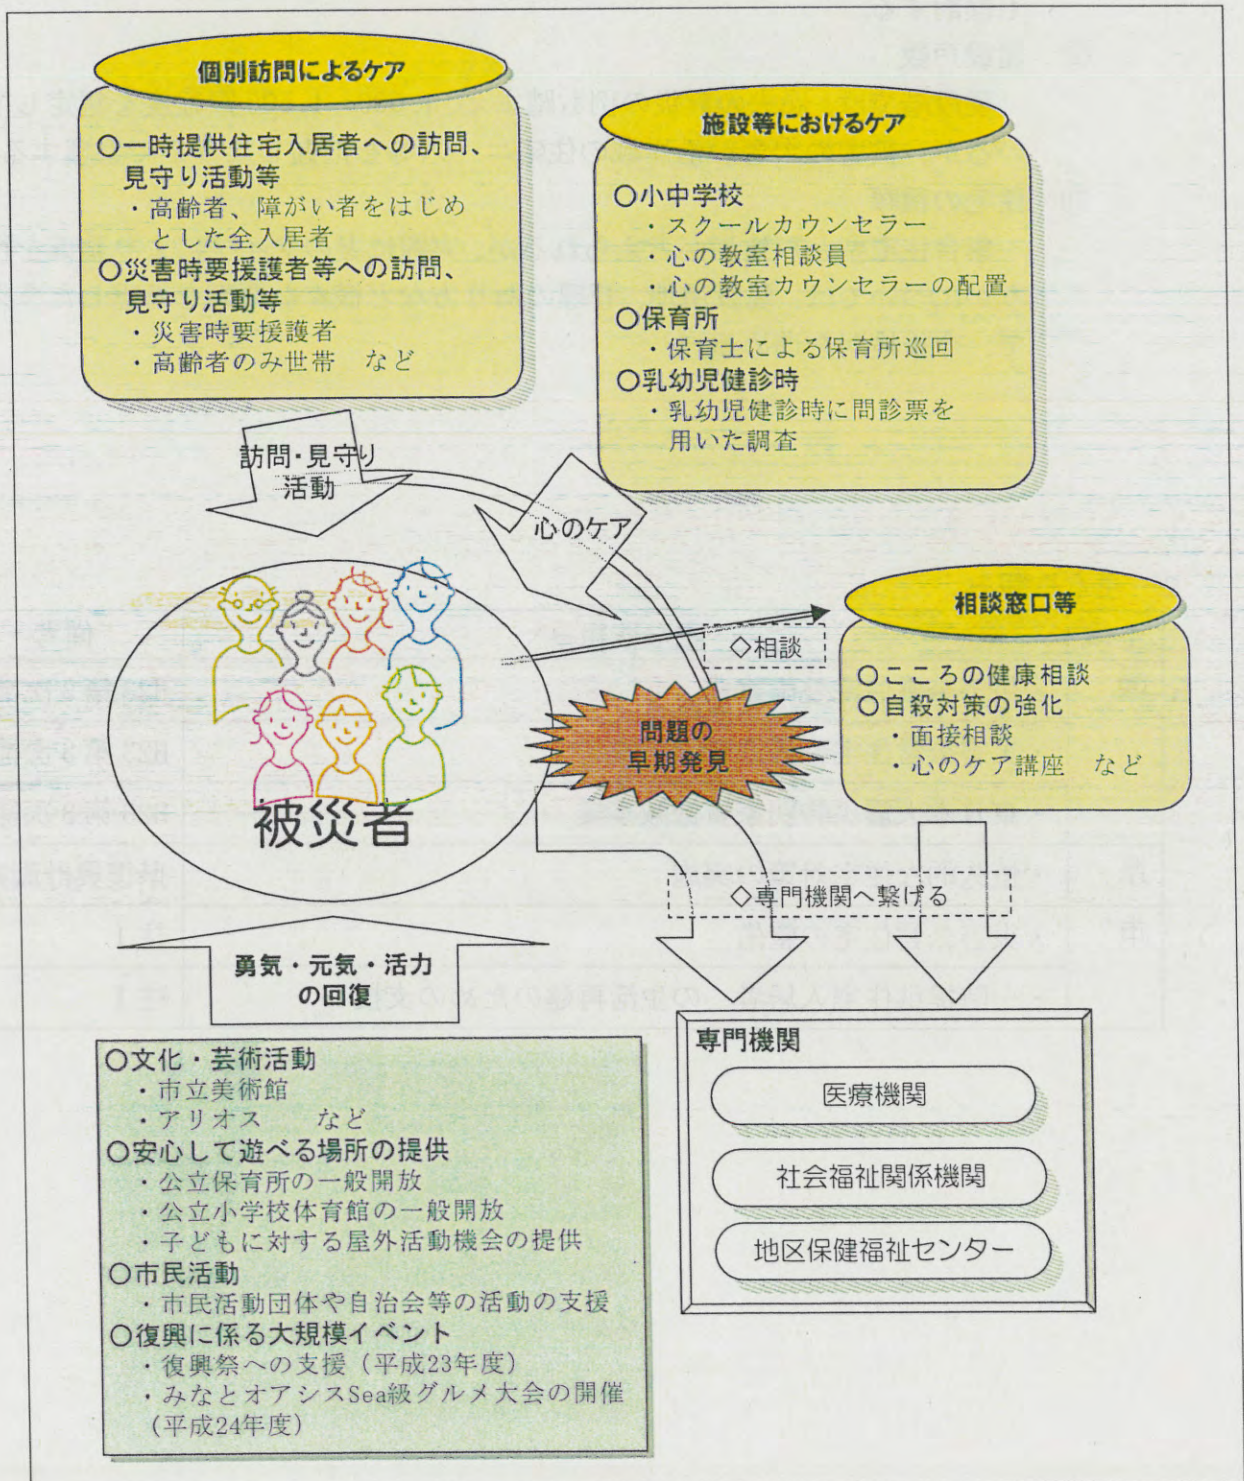 個別訪問によるケア
〇一時提供住宅入居者への訪問、
見守り活動等
・高齢者、障がい者をはじめ
とした全入居者
〇災害時要援護者等への訪問、
見守り活動等
・災害時要援護者
・高齢者のみ世帯　など
施設等におけるケア
〇小中学校
・スクールカウンセラー
・心の教室相談員
・心の教室カウンセラーの配置
〇保育所
・保育士による保育所巡回
〇乳幼児健診時
・乳幼児健診時に問診票を
用いた調査
訪問・見守り
活動
心のケア
相談窓口等
〇こころの健康相談
〇自殺対策の強化
・面接相談
・心のケア講座　など
◇相談
問題の
早期発見
被災者
◇専門機関へ繋げる
勇気・元気・活力
の回復
〇文化・芸術活動
・市立美術館
・アリオス　　など
〇安心して遊べる場所の提供
・公立保育所の一般開放
・公立小学校体育館の一般開放
・子どもに対する屋外活動機会の提供
〇市民活動
・市民活動団体や自治会等の活動の支援
〇復興に係る大規模イベント
・復興祭への支援（平成23年度）
・みなとオアシスSea級グルメ大会の開催
（平成24年度）
専門機関
医療機関
社会福祉関係機関
地区保健福祉センター